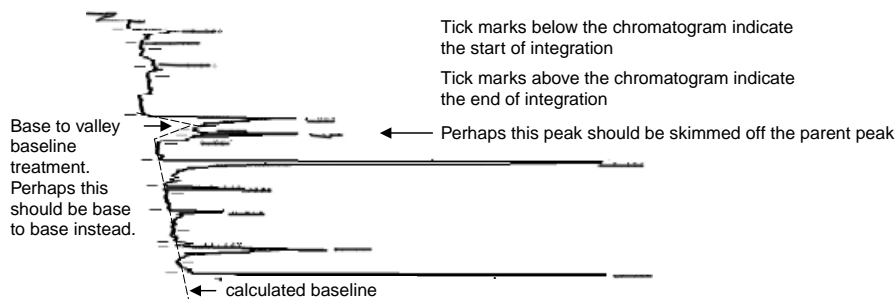 Tick marks below the chromatogram indicate
the start of integration
Tick marks above the chromatogram indicate
the end of integration
Base to valley
baseline
treatment.
Perhaps this
should be base
to base instead.
Perhaps this peak should be skimmed off the parent peak
calculated baseline